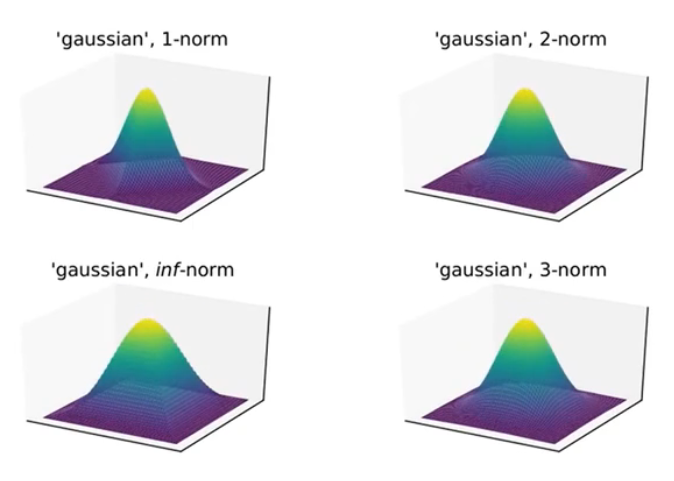 'gaussian', 1-norm
'gaussian', 2-norm
'gaussian', inf-norm
'gaussian', 3-norm